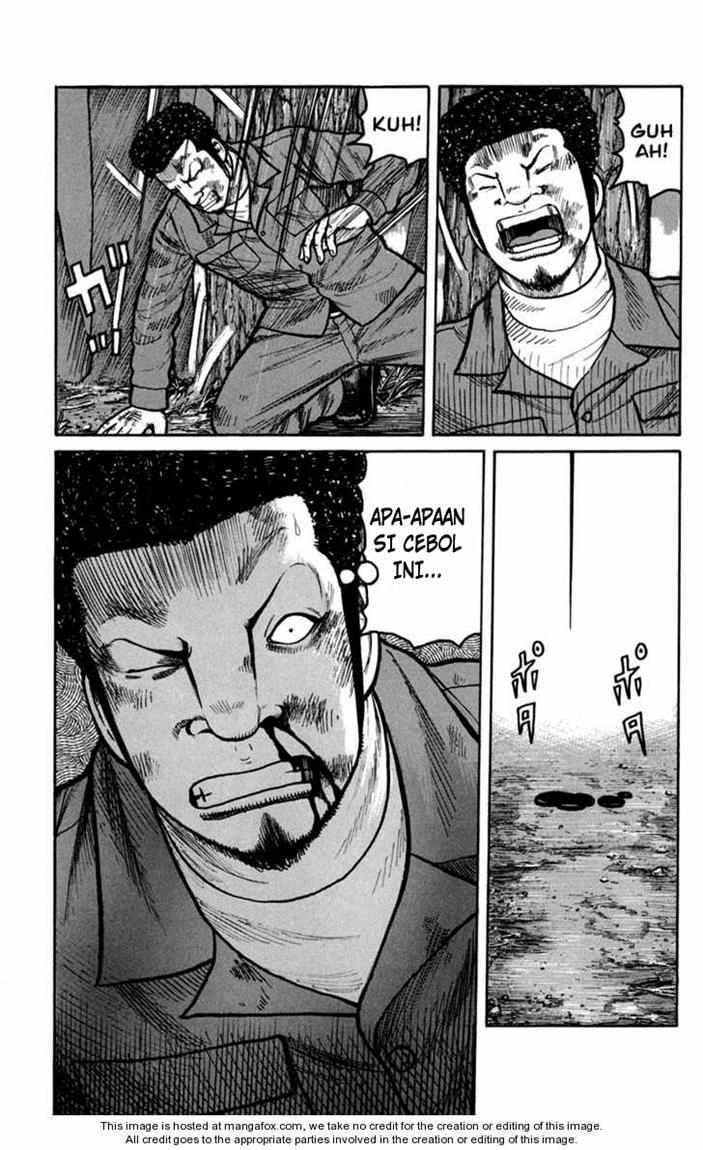 GUH
AH!
KUH!
ガッ
ポタ
ポタ
APA-APAAN
SI CEBOL
INI...
This image is hosted at mangafox.com, we take no credit for the creation or editing of this image.
All credit goes to the appropriate parties involved in the creation or editing of this image.